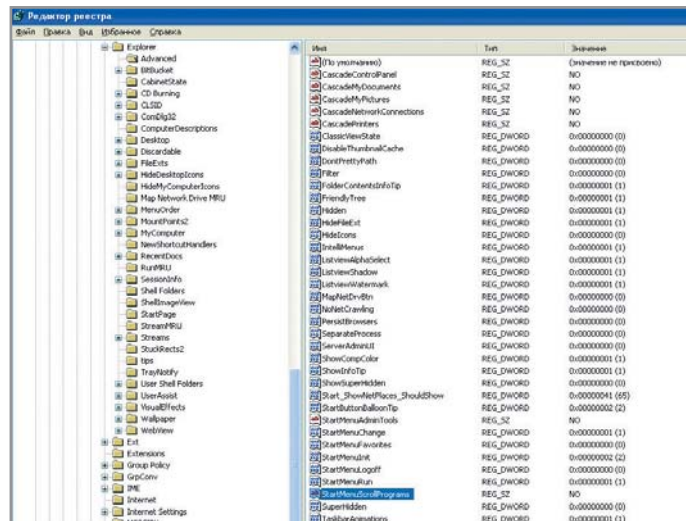 Редактор реестра
Файл Правка Вид Избранное Справка
Explorer
Advanced
BitBucket
CabinetState
CD Burning
CLSID
ComDlg32
ComputerDescriptions
Desktop
Discardable
FileExts
HideDesktopIcons
HideMyComputerIcons
Map Network Drive MRU
MenuOrder
MountPoints2
MyComputer
NewShortcutHandlers
RecentDocs
RunMRU
SessionInfo
Shell Folders
ShellImageView
StartPage
StreamMRU
Streams
StuckRects2
tips
TrayNotify
User Shell Folders
UserAssist
VisualEffects
Wallpaper
WebView
Ext
Extensions
Group Policy
GrpConv
IME
Internet
Internet Settings
Имя Тип Значение
(По умолчанию) REG_SZ (значение не присвоено)
CascadeControlPanel REG_SZ NO
CascadeMyDocuments REG_SZ NO
CascadeMyPictures REG_SZ NO
CascadeNetworkConnections REG_SZ NO
CascadePrinters REG_SZ NO
ClassicViewState REG_DWORD 0x00000000 (0)
DisableThumbnailCache REG_DWORD 0x00000000 (0)
DontPrettyPath REG_DWORD 0x00000000 (0)
Filter REG_DWORD 0x00000000 (0)
FolderContentsInfoTip REG_DWORD 0x00000001 (1)
FriendlyTree REG_DWORD 0x00000001 (1)
Hidden REG_DWORD 0x00000001 (1)
HideFileExt REG_DWORD 0x00000001 (1)
HideIcons REG_DWORD 0x00000000 (0)
IntelliMenus REG_DWORD 0x00000001 (1)
ListviewAlphaSelect REG_DWORD 0x00000001 (1)
ListviewShadow REG_DWORD 0x00000001 (1)
ListviewWatermark REG_DWORD 0x00000001 (1)
MapNetDrvBtn REG_DWORD 0x00000000 (0)
NoNetCrawling REG_DWORD 0x00000000 (0)
PersistBrowsers REG_DWORD 0x00000000 (0)
SeparateProcess REG_DWORD 0x00000000 (0)
ServerAdminUI REG_DWORD 0x00000000 (0)
ShowCompColor REG_DWORD 0x00000001 (1)
ShowInfoTip REG_DWORD 0x00000001 (1)
ShowSuperHidden REG_DWORD 0x00000000 (0)
Start_ShowNetPlaces_ShouldShow REG_DWORD 0x00000041 (65)
StartButtonBalloonTip REG_DWORD 0x00000002 (2)
StartMenuAdminTools REG_SZ NO
StartMenuChange REG_DWORD 0x00000001 (1)
StartMenuFavorites REG_DWORD 0x00000000 (0)
StartMenuInit REG_DWORD 0x00000002 (2)
StartMenuLogoff REG_DWORD 0x00000000 (0)
StartMenuRun REG_DWORD 0x00000001 (1)
StartMenuScrollPrograms REG_SZ NO
SuperHidden REG_DWORD 0x00000000 (0)
TaskbarAnimations REG_DWORD 0x00000001 (1)